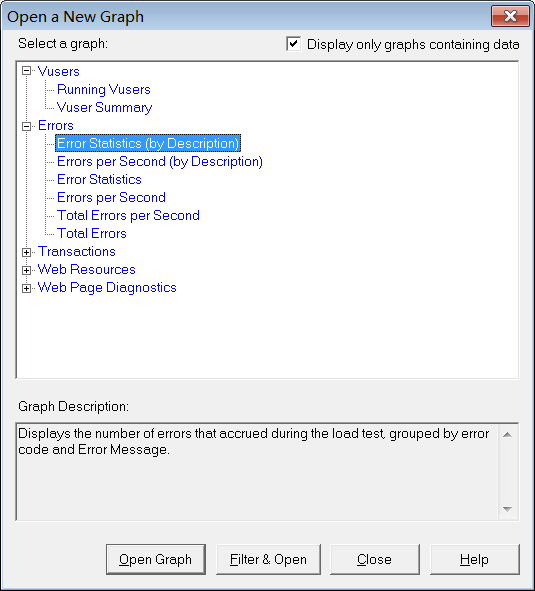 Open a New Graph
Select a graph:
Display only graphs containing data
Vusers
Running Vusers
Vuser Summary
Errors
Error Statistics (by Description)
Errors per Second (by Description)
Error Statistics
Errors per Second
Total Errors per Second
Total Errors
Transactions
Web Resources
Web Page Diagnostics
Graph Description:
Displays the number of errors that accrued during the load test, grouped by error
code and Error Message.
Open Graph
Filter & Open
Close
Help